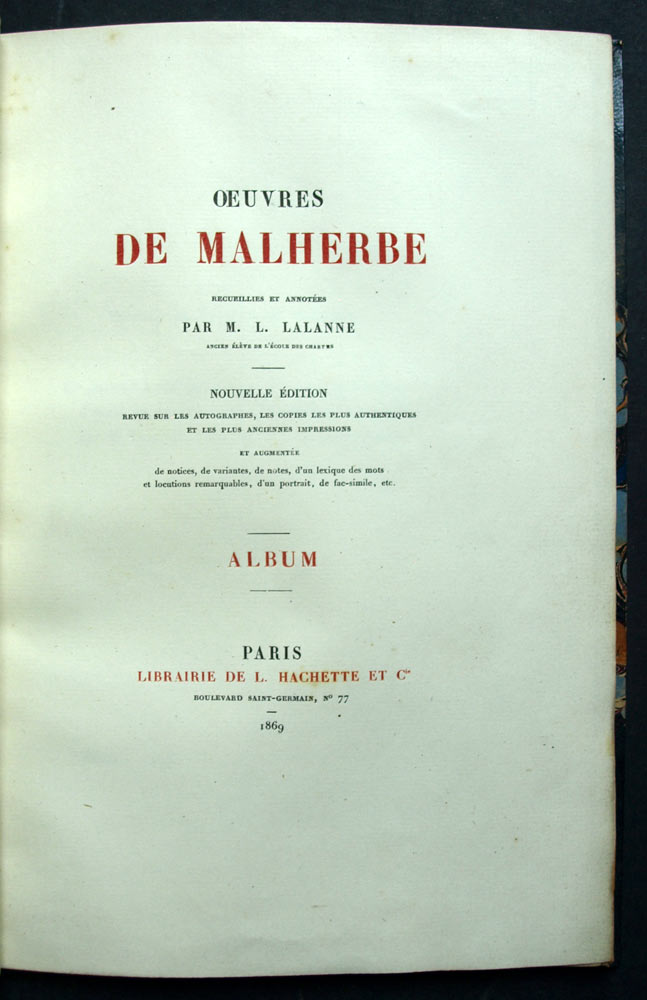 OEUVRES
DE MALHERBE
RECUEILLIES ET ANNOTÉES
PAR M. L. LALANNE
ANCIEN ÉLÈVE DE L'ÉCOLE DES CHARTES
NOUVELLE ÉDITION
REVUE SUR LES AUTOGRAPHES, LES COPIES LES PLUS AUTHENTIQUES
ET LES PLUS ANCIENNES IMPRESSIONS
ET AUGMENTÉE
de notices, de variantes, de notes, d'un lexique des mots
et locutions remarquables, d'un portrait, de fac-simile, etc.
ALBUM
PARIS
LIBRAIRIE DE L. HACHETTE ET Cie
BOULEVARD SAINT-GERMAIN, Nº 77
1869